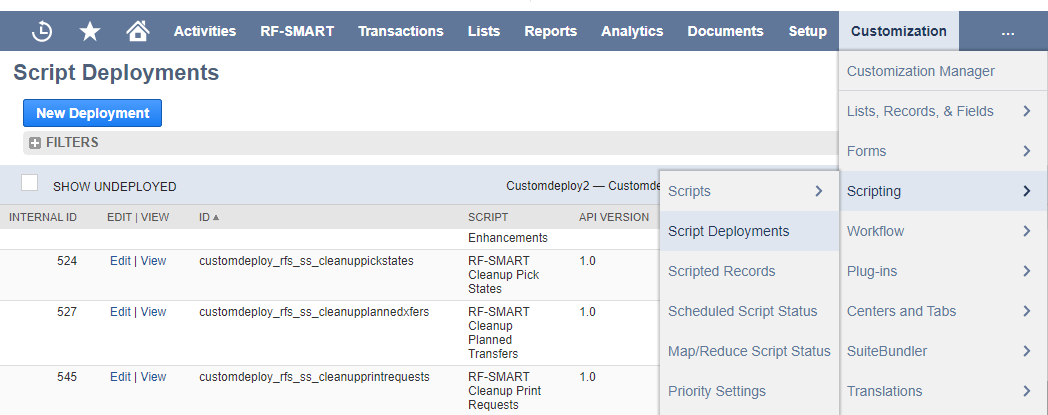 Activities RF-SMART Transactions Lists Reports Analytics Documents Setup Customization ...
Script Deployments
Customization Manager
New Deployment
Lists, Records, & Fields
FILTERS
Forms
SHOW UNDEPLOYED Customdeploy2 — Customde
Scripts
Scripting
INTERNAL ID EDIT | VIEW ID SCRIPT API VERSION
Script Deployments
Workflow
Enhancements
524 Edit | View customdeploy_rfs_ss_cleanuppickstates RF-SMART 1.0
Cleanup Pick
States
Scripted Records
Plug-ins
527 Edit | View customdeploy_rfs_ss_cleanupplannedxfers RF-SMART 1.0
Cleanup
Planned
Transfers
Scheduled Script Status
Centers and Tabs
Map/Reduce Script Status
SuiteBundler
545 Edit | View customdeploy_rfs_ss_cleanupprintrequests RF-SMART 1.0
Cleanup Print
Requests
Priority Settings
Translations